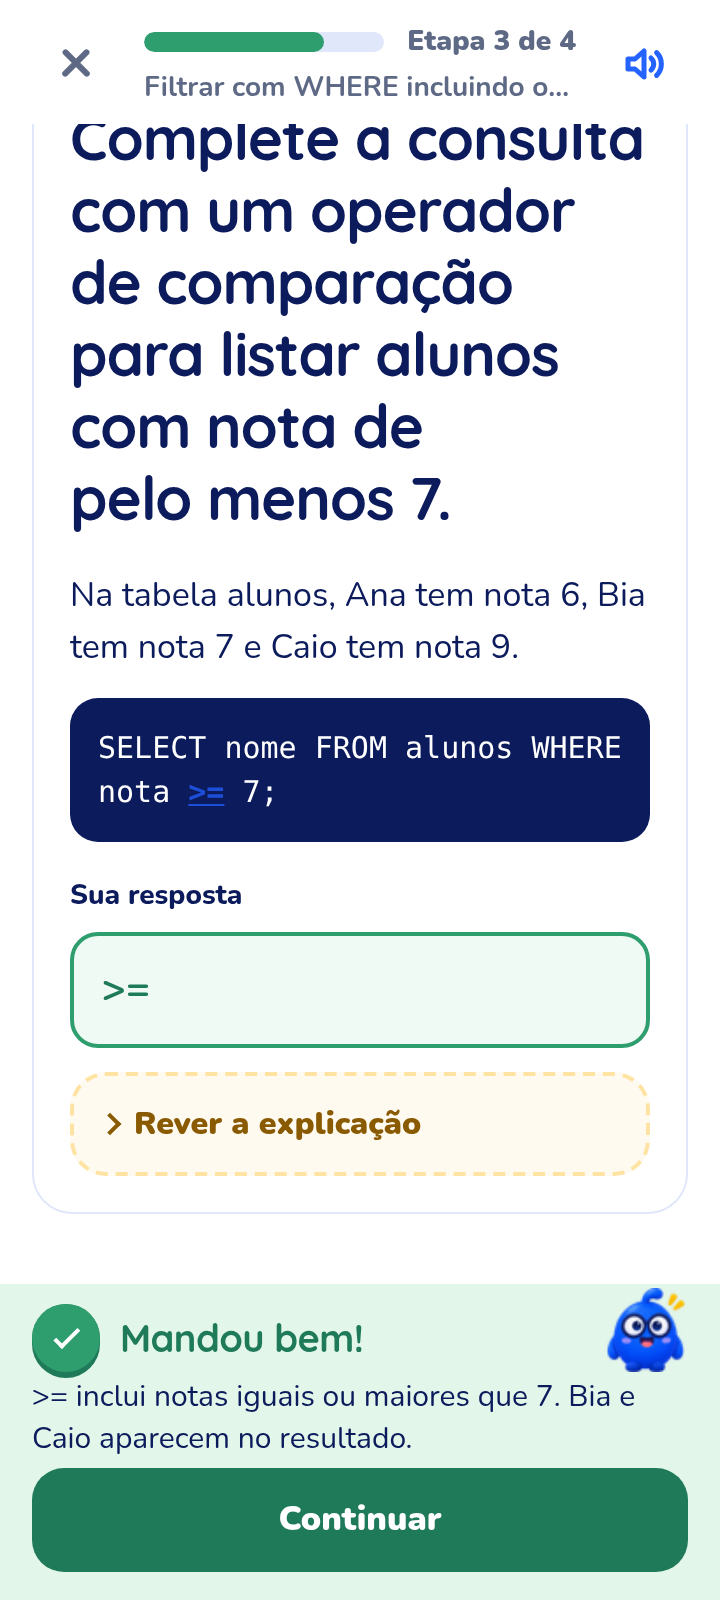 Etapa 3 de 4
Filtrar com WHERE incluindo o...
Complete a consulta
com um operador
de comparação
para listar alunos
com nota de
pelo menos 7.
Na tabela alunos, Ana tem nota 6, Bia
tem nota 7 e Caio tem nota 9.
SELECT nome FROM alunos WHERE
nota >= 7;
Sua resposta
>=
Rever a explicação
Mandou bem!
>= inclui notas iguais ou maiores que 7. Bia e
Caio aparecem no resultado.
Continuar